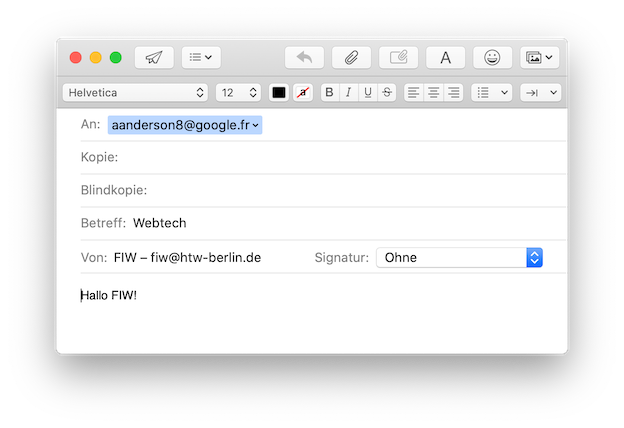 Helvetica 12 a B I U S
A
An: aanderson8@google.fr
Kopie:
Blindkopie:
Betreff: Webtech
Von: FIW – fiw@htw-berlin.de Signatur: Ohne
Hallo FIW!